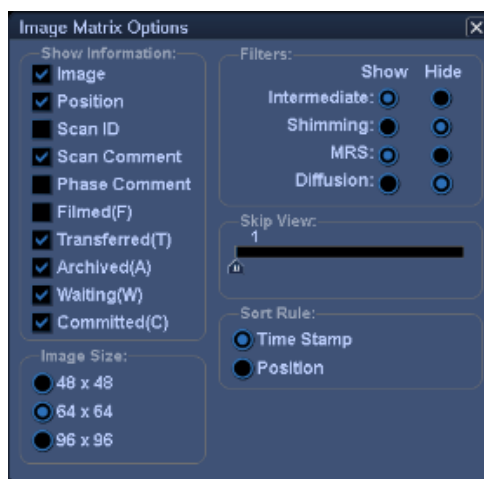 Image Matrix Options
Show Information:
Image
Position
Scan ID
Scan Comment
Phase Comment
Filmed(F)
Transferred(T)
Archived(A)
Waiting(W)
Committed(C)
Image Size:
48 x 48
64 x 64
96 x 96
Filters:
Show Hide
Intermediate:
Shimming:
MRS:
Diffusion:
Skip View:
1
Sort Rule:
Time Stamp
Position